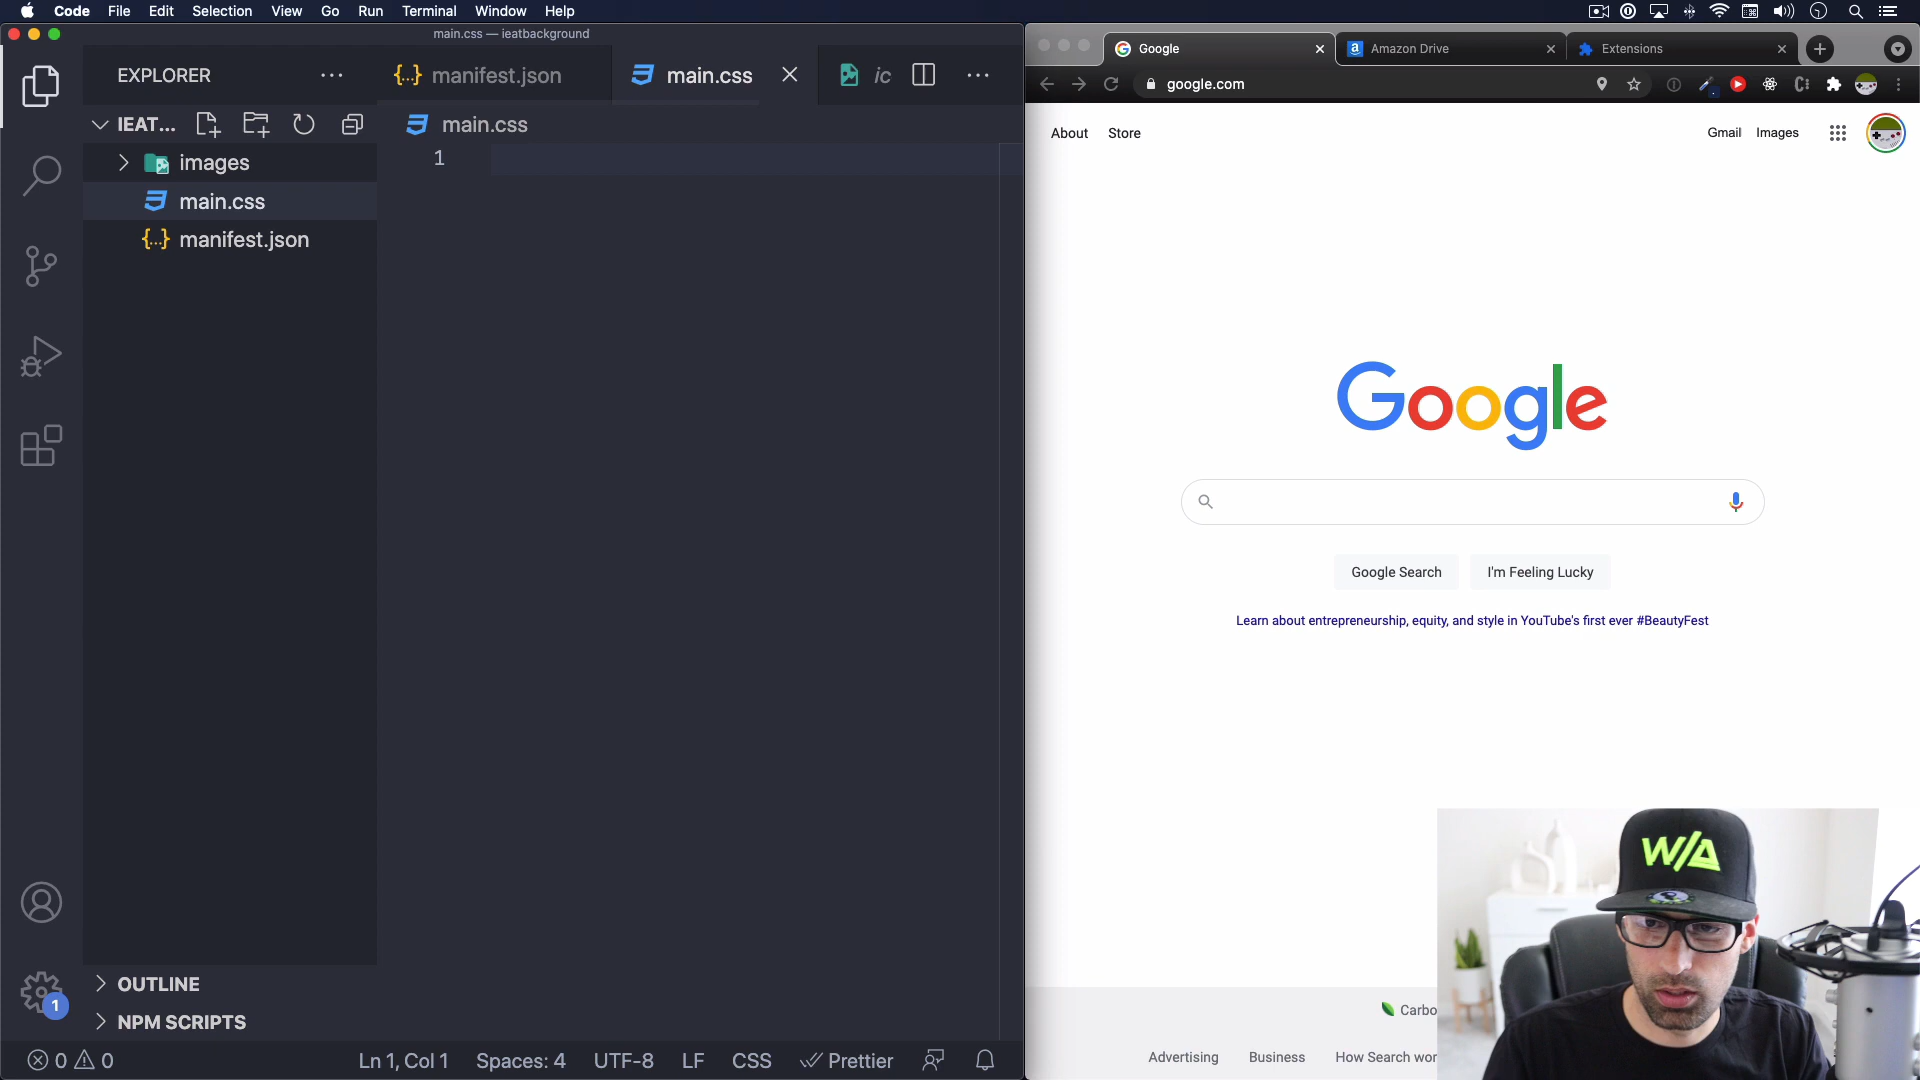 Code File Edit Selection View Go Run Terminal Window Help
main.css — ieatbackground
EXPLORER
manifest.json
main.css
ic
IEAT...
images
main.css
manifest.json
main.css
1
OUTLINE
NPM SCRIPTS
1
0 0
Ln 1, Col 1 Spaces: 4 UTF-8 LF CSS Prettier
Google
Amazon Drive
Extensions
google.com
About Store
Gmail Images
Google
Google Search I'm Feeling Lucky
Learn about entrepreneurship, equity, and style in YouTube's first ever #BeautyFest
Carbo
Advertising Business How Search wor
W/A